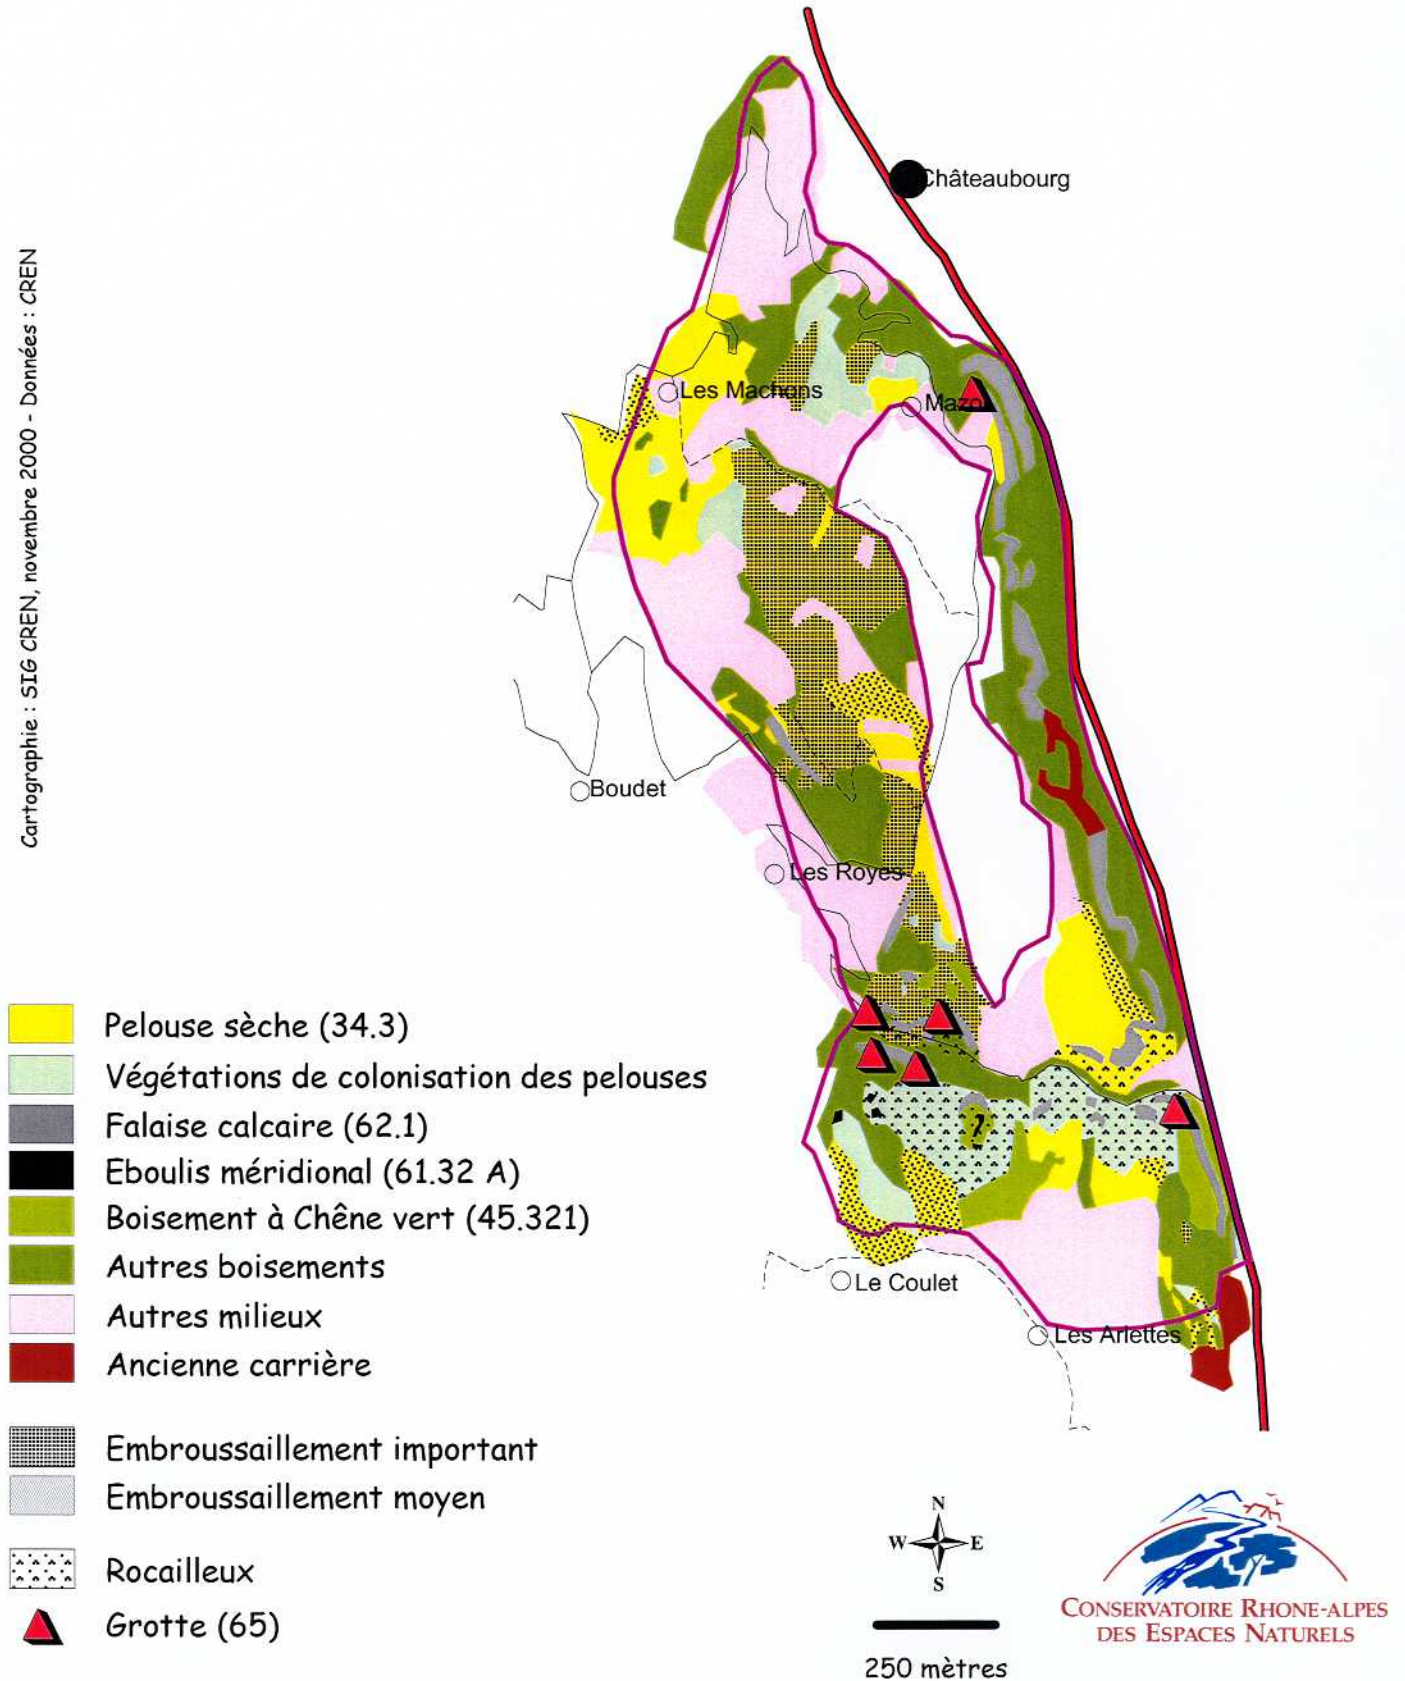 Cartographie : SIG CREN, novembre 2000 - Données : CREN
Châteaubourg
Les Machons
Mazo
Boudet
Les Royes
Le Coulet
Les Arlettes
Pelouse sèche (34.3)
Végétations de colonisation des pelouses
Falaise calcaire (62.1)
Eboulis méridional (61.32 A)
Boisement à Chêne vert (45.321)
Autres boisements
Autres milieux
Ancienne carrière
Embroussaillement important
Embroussaillement moyen
Rocailleux
Grotte (65)
N
W E
S
250 mètres
CONSERVATOIRE RHONE-ALPES
DES ESPACES NATURELS